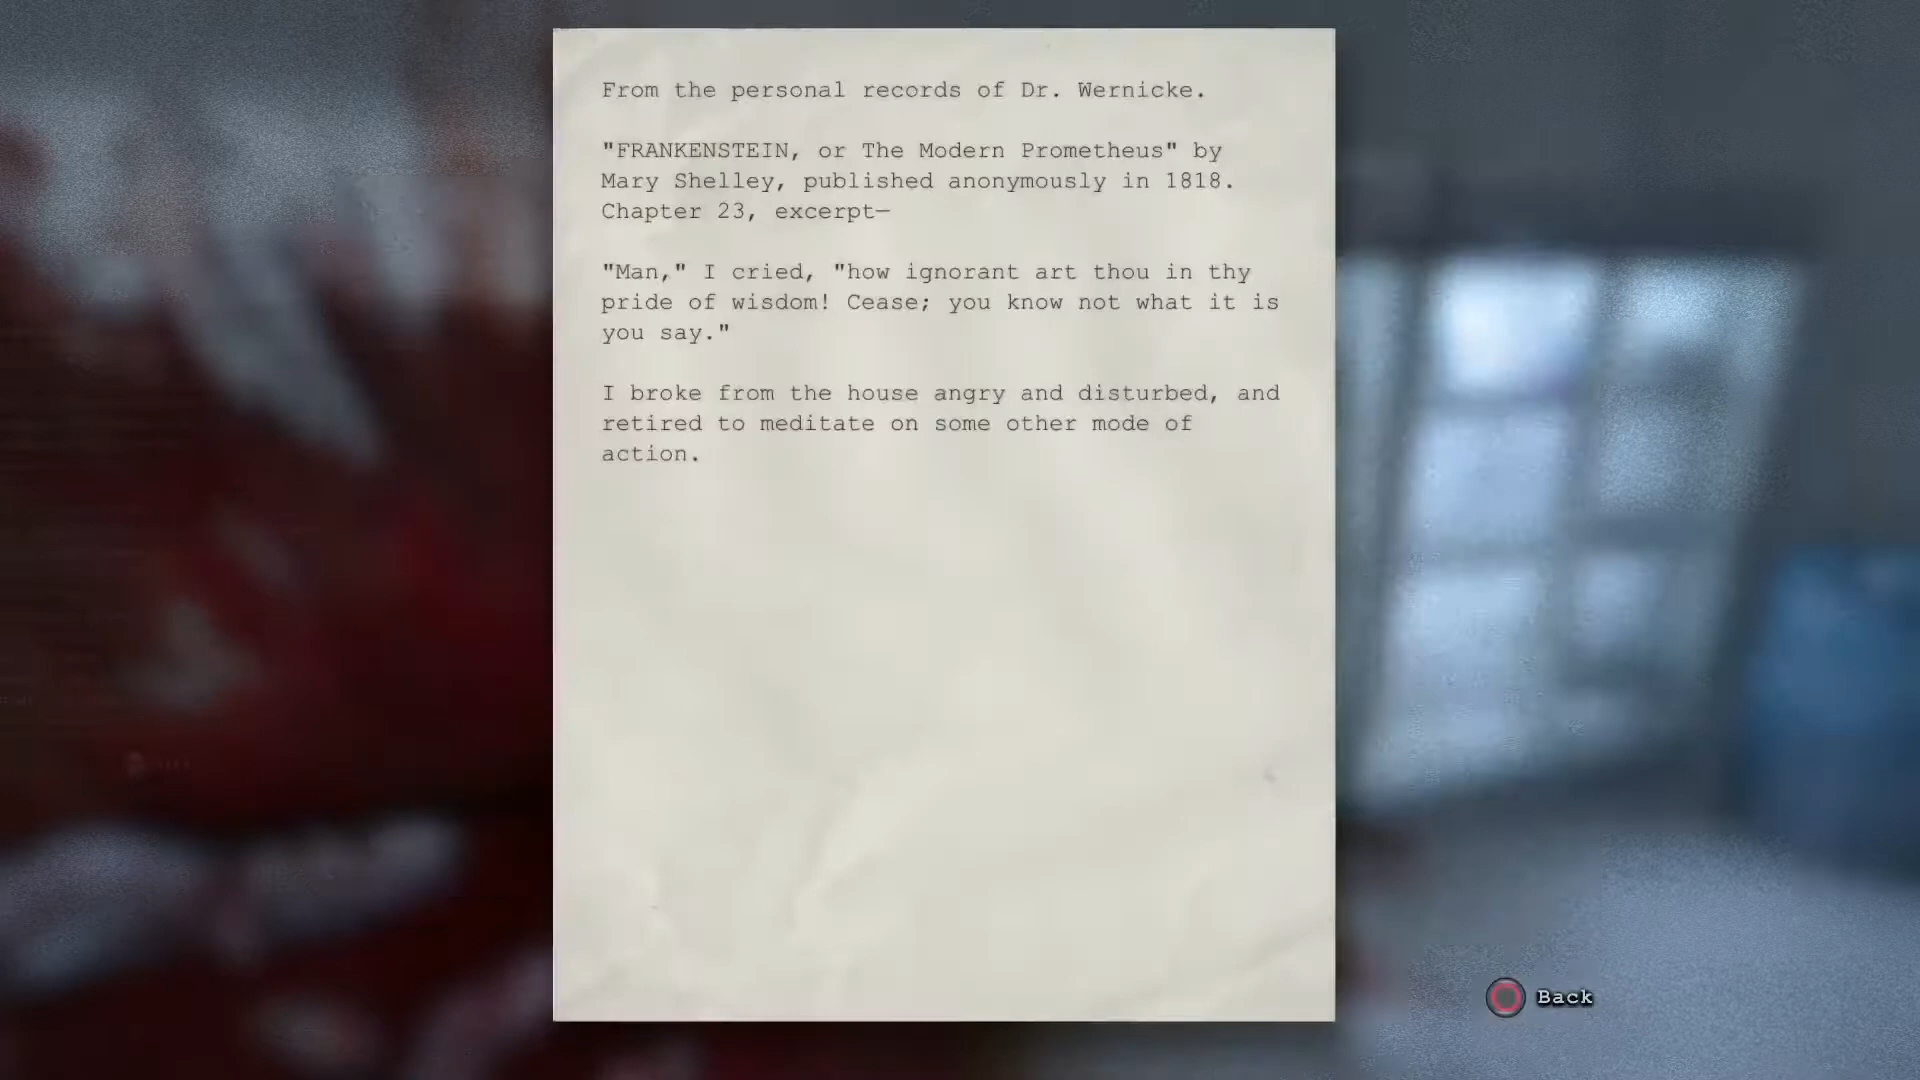 From the personal records of Dr. Wernicke.
"FRANKENSTEIN, or The Modern Prometheus" by
Mary Shelley, published anonymously in 1818.
Chapter 23, excerpt—
"Man," I cried, "how ignorant art thou in thy
pride of wisdom! Cease; you know not what it is
you say."
I broke from the house angry and disturbed, and
retired to meditate on some other mode of
action.
Back